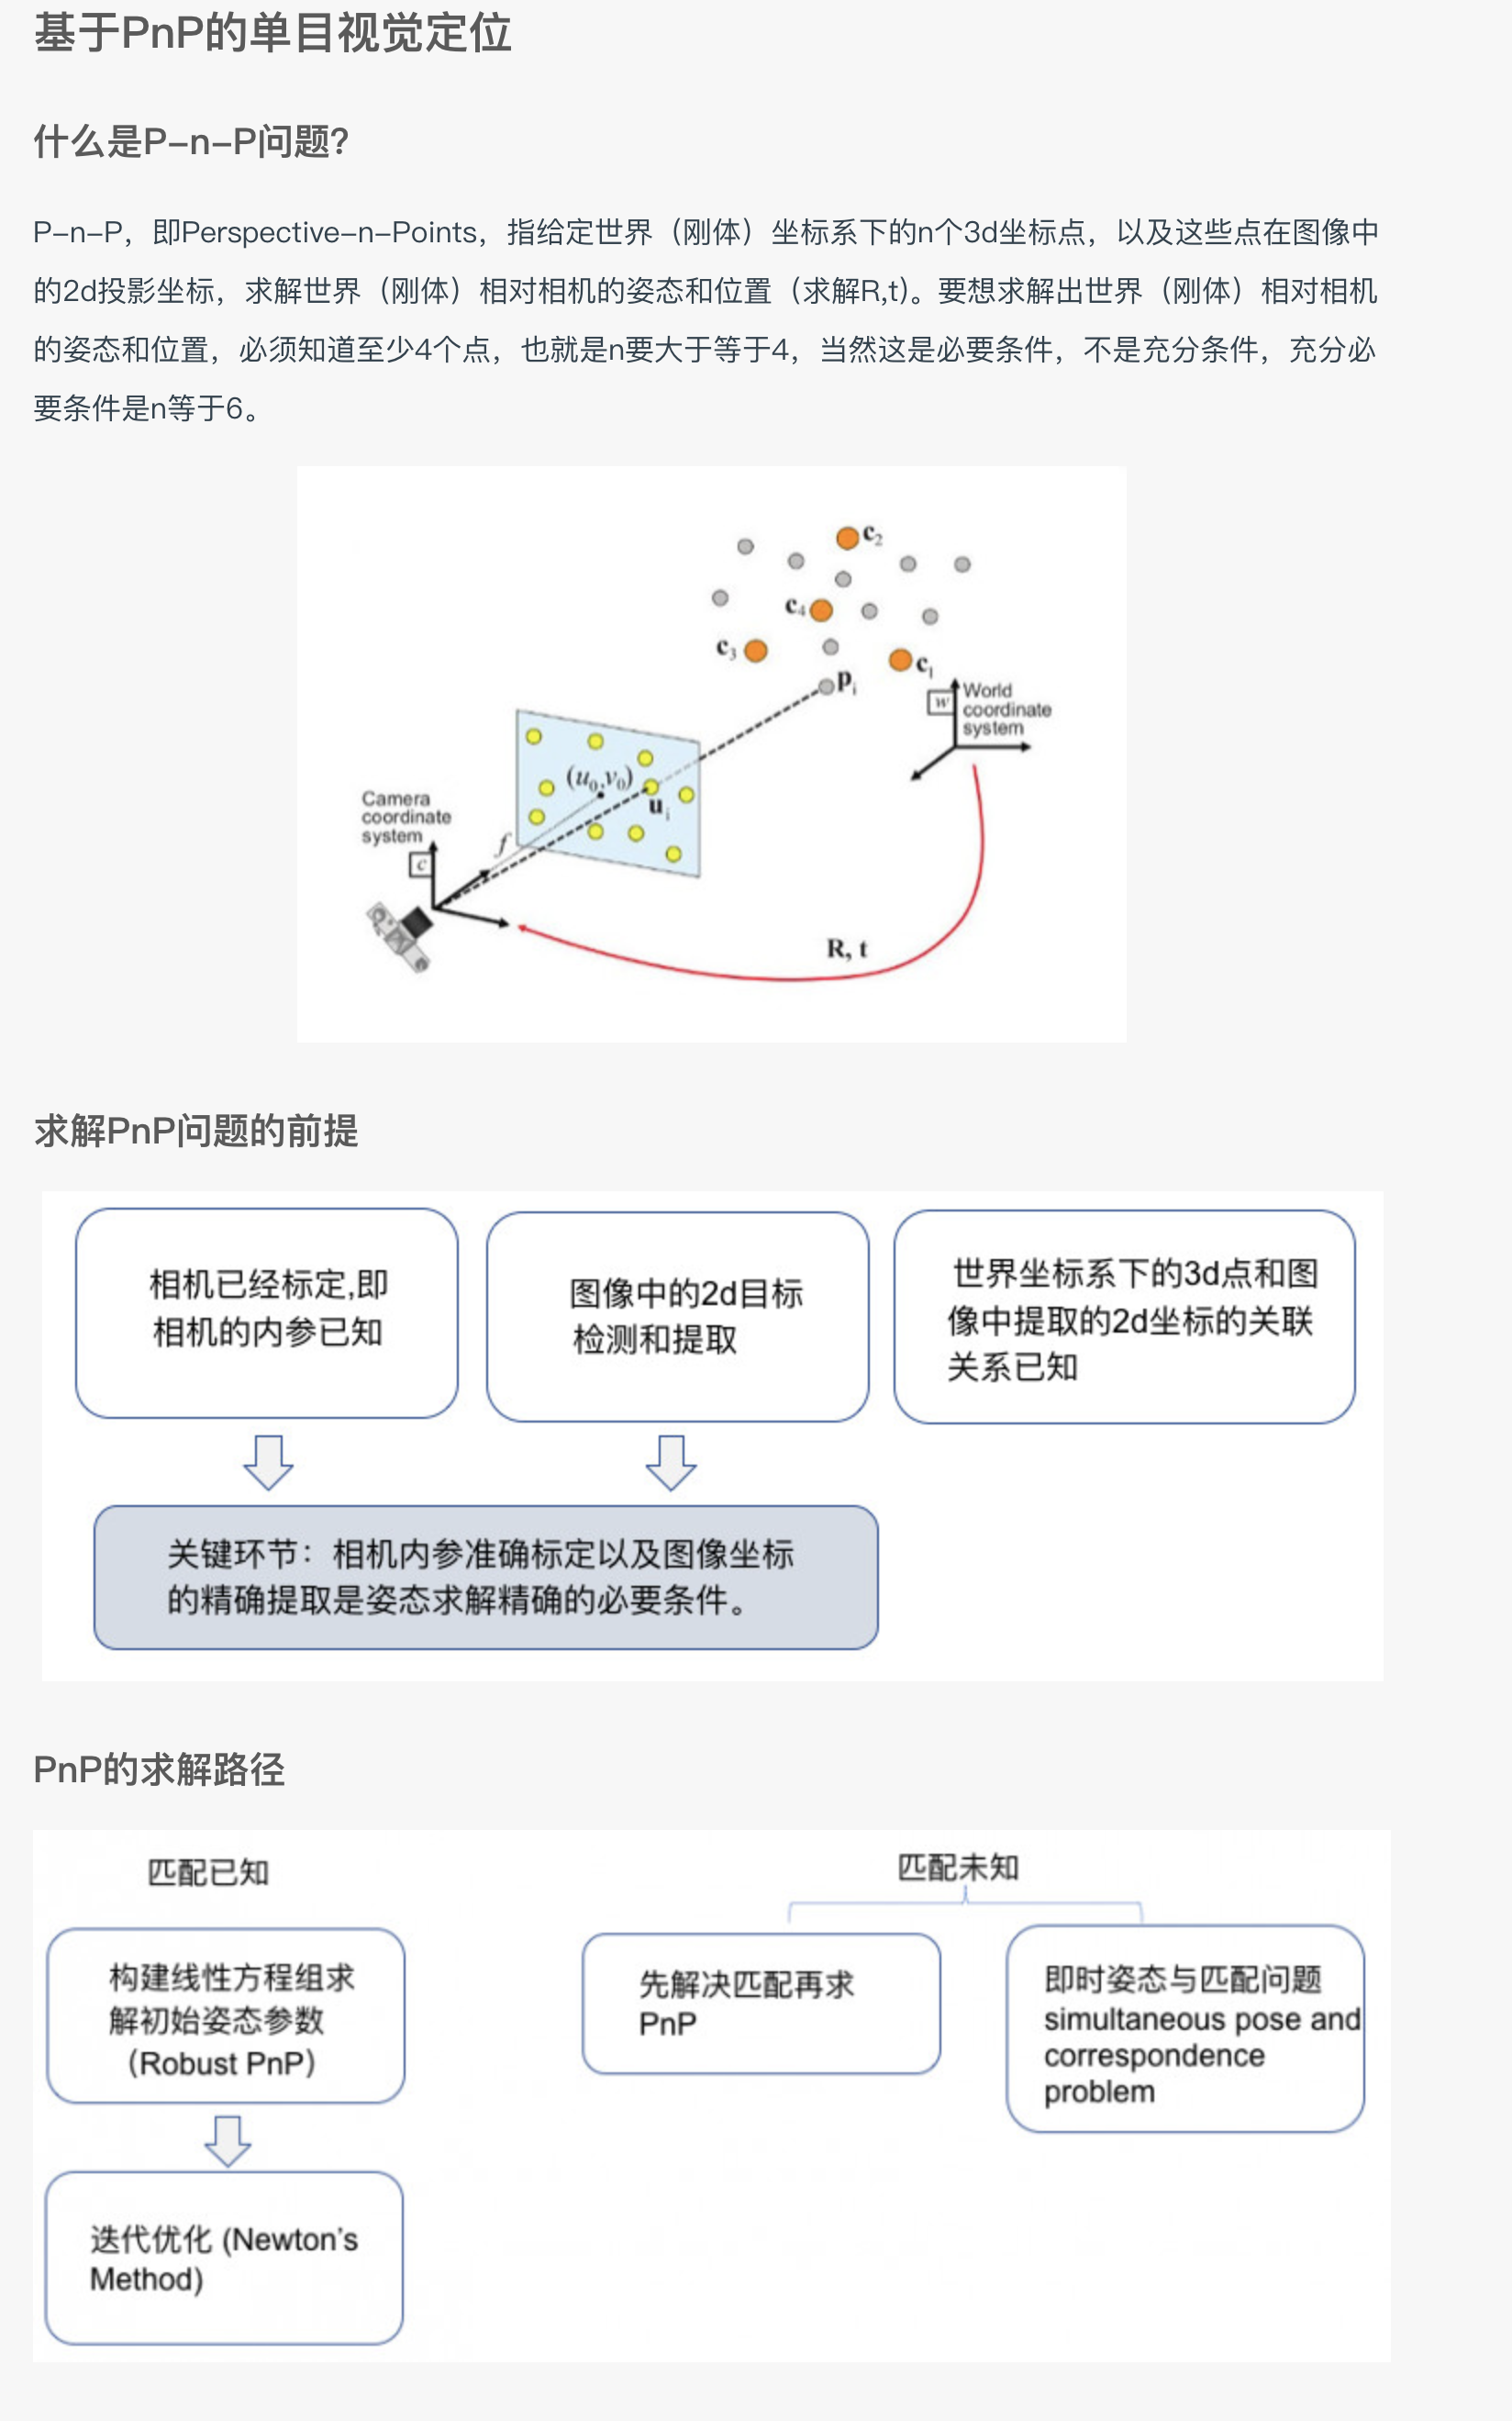 基于PnP的单目视觉定位
什么是P-n-P问题?
P-n-P，即Perspective-n-Points，指给定世界（刚体）坐标系下的n个3d坐标点，以及这些点在图像中
的2d投影坐标，求解世界（刚体）相对相机的姿态和位置（求解R,t)。要想求解出世界（刚体）相对相机
的姿态和位置，必须知道至少4个点，也就是n要大于等于4，当然这是必要条件，不是充分条件，充分必
要条件是n等于6。
c2
c4
c3
c1
pi
w
World
coordinate
system
(u0,v0)
ui
Camera
coordinate
system
f
c
R, t
求解PnP问题的前提
相机已经标定,即
相机的内参已知
图像中的2d目标
检测和提取
世界坐标系下的3d点和图
像中提取的2d坐标的关联
关系已知
关键环节：相机内参准确标定以及图像坐标
的精确提取是姿态求解精确的必要条件。
PnP的求解路径
匹配已知
构建线性方程组求
解初始姿态参数
（Robust PnP）
迭代优化 (Newton's
Method)
匹配未知
先解决匹配再求
PnP
即时姿态与匹配问题
simultaneous pose and
correspondence
problem